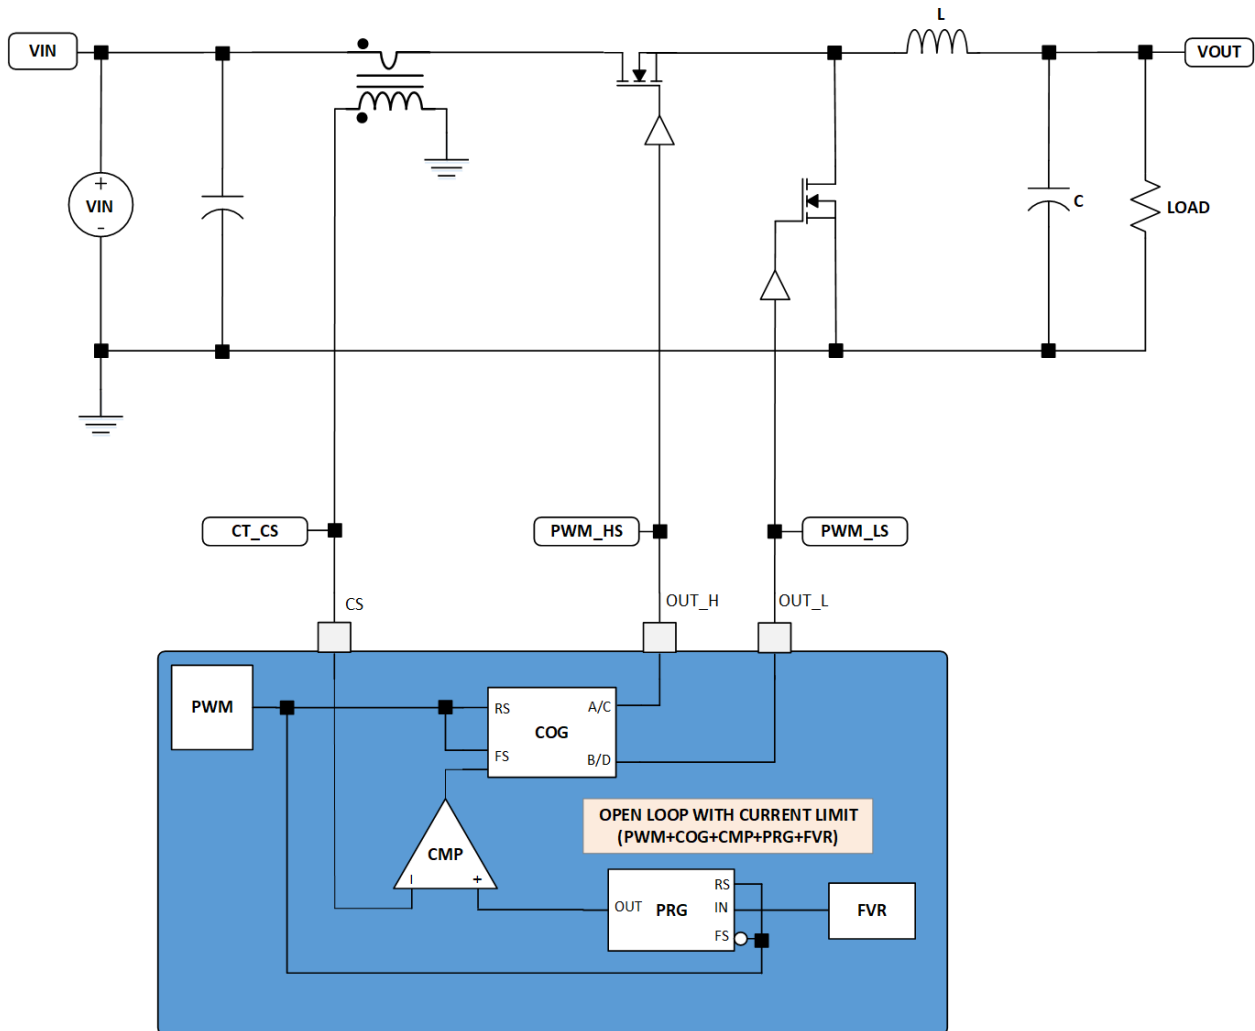 L
VIN
VOUT
+
VIN
-
C
LOAD
CT_CS
PWM_HS
PWM_LS
CS
OUT_H
OUT_L
PWM
RS
A/C
COG
FS
B/D
OPEN LOOP WITH CURRENT LIMIT
(PWM+COG+CMP+PRG+FVR)
CMP
- +
RS
OUT
PRG
IN
FVR
FS